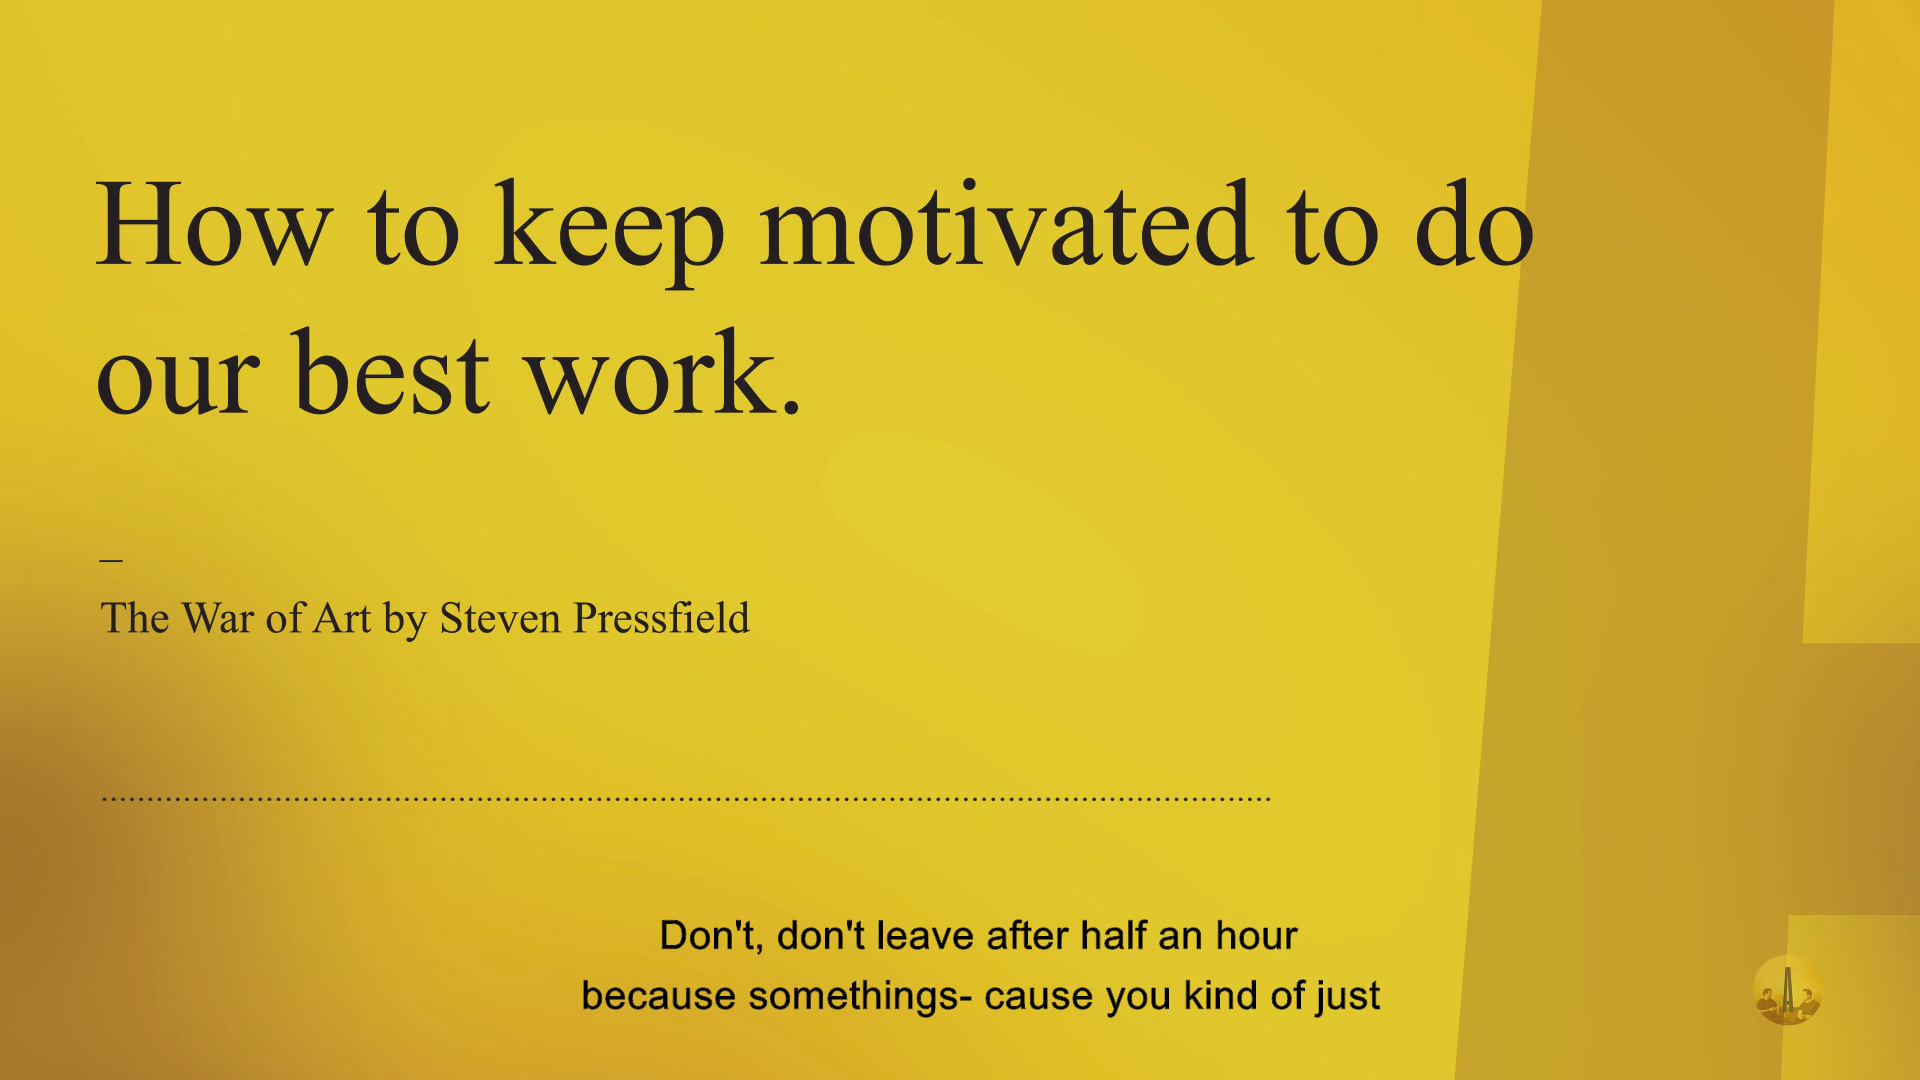 How to keep motivated to do
our best work.
–
The War of Art by Steven Pressfield
Don't, don't leave after half an hour
because somethings- cause you kind of just